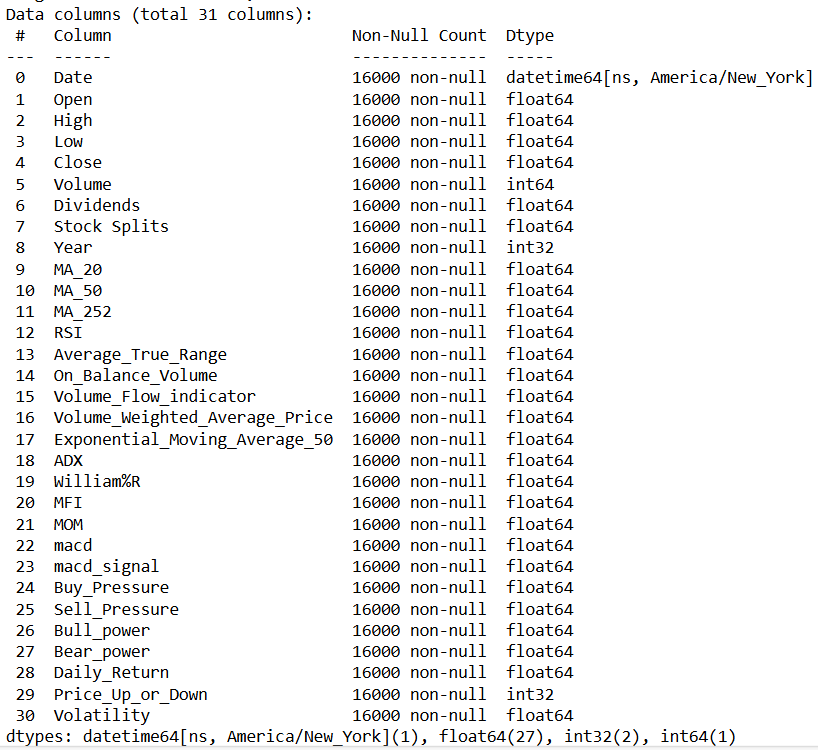 Data columns (total 31 columns):
 #   Column                         Non-Null Count  Dtype
---  ------                         --------------  -----
 0   Date                           16000 non-null  datetime64[ns, America/New_York]
 1   Open                           16000 non-null  float64
 2   High                           16000 non-null  float64
 3   Low                            16000 non-null  float64
 4   Close                          16000 non-null  float64
 5   Volume                         16000 non-null  int64
 6   Dividends                      16000 non-null  float64
 7   Stock Splits                   16000 non-null  float64
 8   Year                           16000 non-null  int32
 9   MA_20                          16000 non-null  float64
 10  MA_50                          16000 non-null  float64
 11  MA_252                         16000 non-null  float64
 12  RSI                            16000 non-null  float64
 13  Average_True_Range             16000 non-null  float64
 14  On_Balance_Volume              16000 non-null  float64
 15  Volume_Flow_indicator          16000 non-null  float64
 16  Volume_Weighted_Average_Price  16000 non-null  float64
 17  Exponential_Moving_Average_50  16000 non-null  float64
 18  ADX                            16000 non-null  float64
 19  William%R                      16000 non-null  float64
 20  MFI                            16000 non-null  float64
 21  MOM                            16000 non-null  float64
 22  macd                           16000 non-null  float64
 23  macd_signal                    16000 non-null  float64
 24  Buy_Pressure                   16000 non-null  float64
 25  Sell_Pressure                  16000 non-null  float64
 26  Bull_power                     16000 non-null  float64
 27  Bear_power                     16000 non-null  float64
 28  Daily_Return                   16000 non-null  float64
 29  Price_Up_or_Down               16000 non-null  int32
 30  Volatility                     16000 non-null  float64
dtypes: datetime64[ns, America/New_York](1), float64(27), int32(2), int64(1)